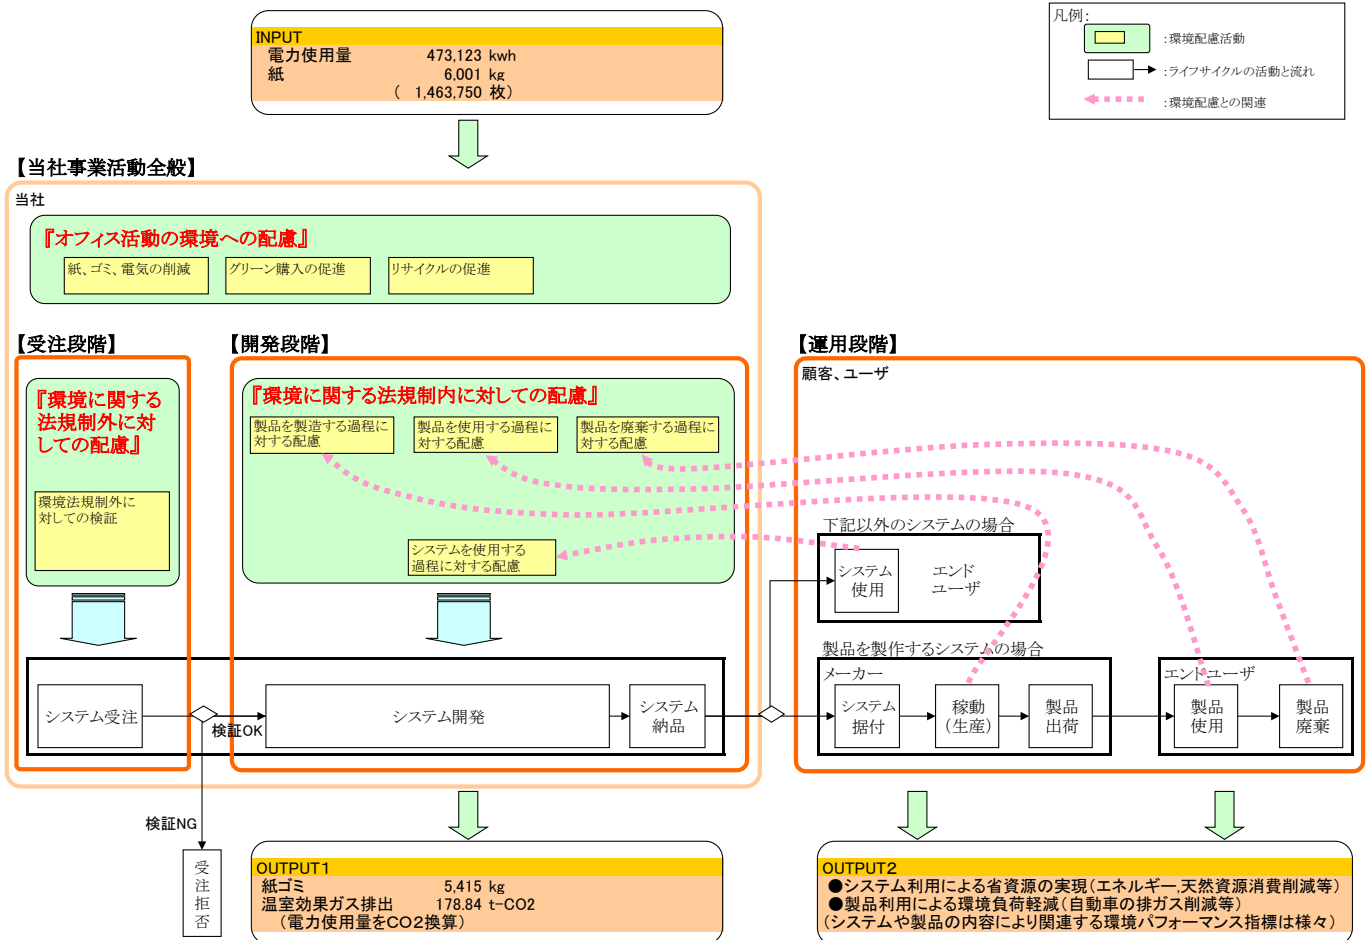 INPUT
電力使用量 473,123 kwh
紙 6,001 kg
( 1,463,750 枚)
凡例:
:環境配慮活動
:ライフサイクルの活動と流れ
:環境配慮との関連
【当社事業活動全般】
当社
『オフィス活動の環境への配慮』
紙、ゴミ、電気の削減
グリーン購入の促進
リサイクルの促進
【受注段階】
【開発段階】
【運用段階】
『環境に関する
法規制外に対
しての配慮』
環境法規制外に
対しての検証
『環境に関する法規制内に対しての配慮』
製品を製造する過程に
対する配慮
製品を使用する過程に
対する配慮
製品を廃棄する過程に
対する配慮
システムを使用する
過程に対する配慮
顧客、ユーザ
下記以外のシステムの場合
システム
使用
エンド
ユーザ
製品を製作するシステムの場合
メーカー
システム
据付
稼動
(生産)
製品
出荷
エンドユーザ
製品
使用
製品
廃棄
システム受注
検証OK
システム開発
システム
納品
検証NG
受
注
拒
否
OUTPUT1
紙ゴミ 5,415 kg
温室効果ガス排出 178.84 t-CO2
(電力使用量をCO2換算)
OUTPUT2
●システム利用による省資源の実現(エネルギー,天然資源消費削減等)
●製品利用による環境負荷軽減(自動車の排ガス削減等)
(システムや製品の内容により関連する環境パフォーマンス指標は様々)